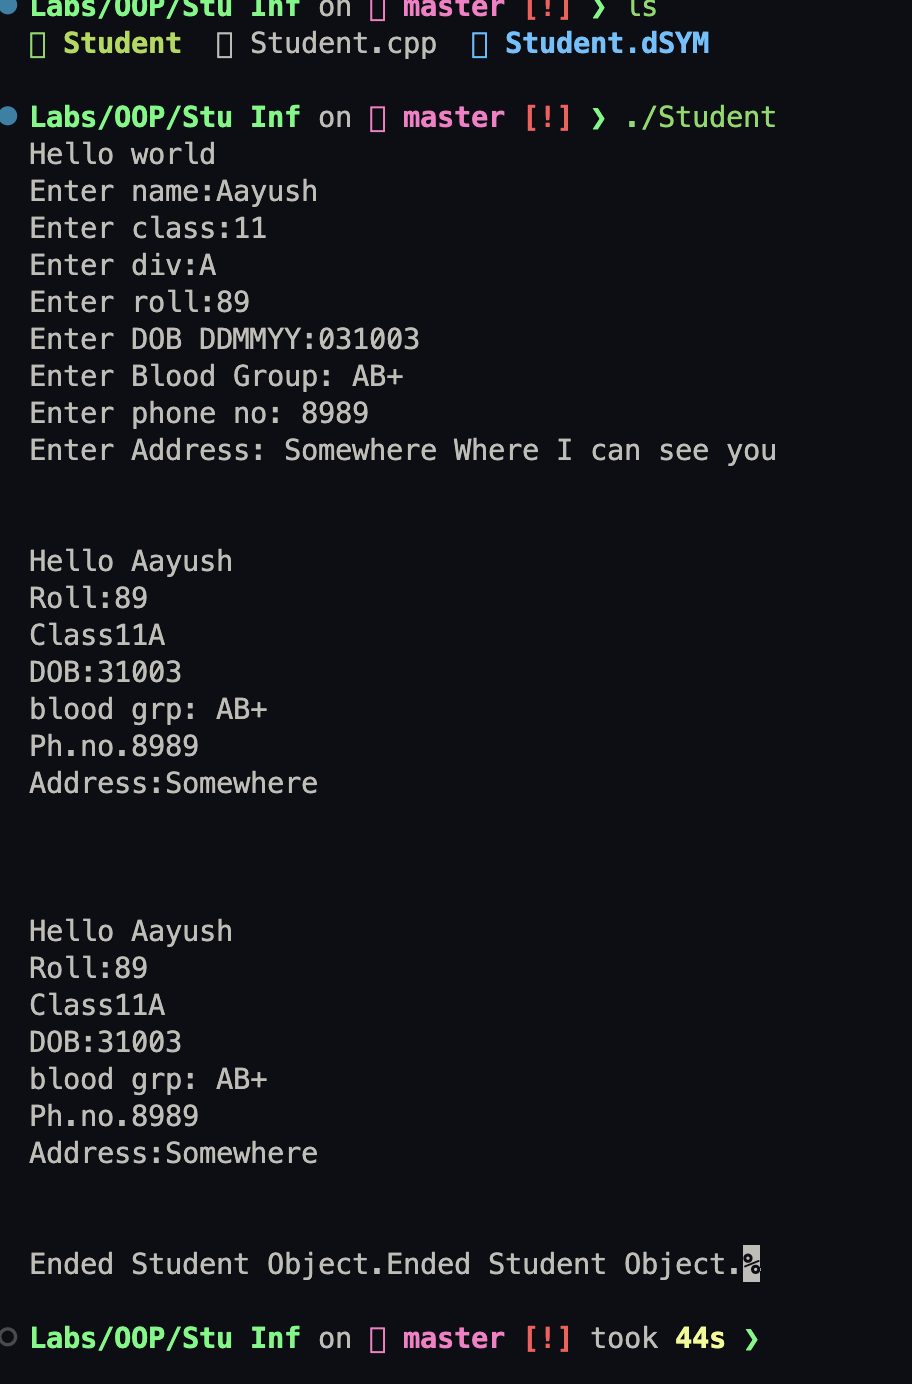 Labs/OOP/Stu Inf on master [!] ❯ ls
Student Student.cpp Student.dSYM
Labs/OOP/Stu Inf on master [!] ❯ ./Student
Hello world
Enter name:Aayush
Enter class:11
Enter div:A
Enter roll:89
Enter DOB DDMMYY:031003
Enter Blood Group: AB+
Enter phone no: 8989
Enter Address: Somewhere Where I can see you
Hello Aayush
Roll:89
Class11A
DOB:31003
blood grp: AB+
Ph.no.8989
Address:Somewhere
Hello Aayush
Roll:89
Class11A
DOB:31003
blood grp: AB+
Ph.no.8989
Address:Somewhere
Ended Student Object.Ended Student Object.%
Labs/OOP/Stu Inf on master [!] took 44s ❯